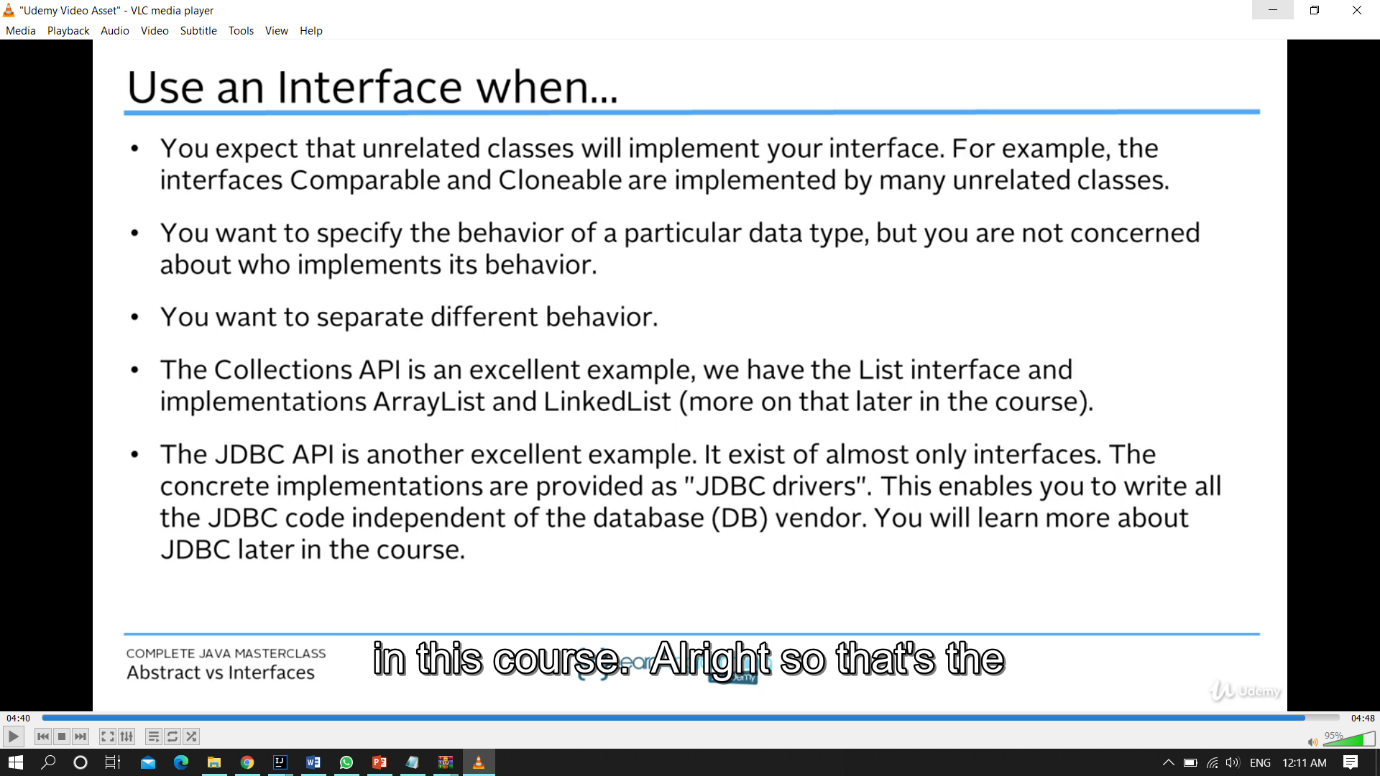 "Udemy Video Asset" - VLC media player
Media Playback Audio Video Subtitle Tools View Help
Use an Interface when...
• You expect that unrelated classes will implement your interface. For example, the
interfaces Comparable and Cloneable are implemented by many unrelated classes.
• You want to specify the behavior of a particular data type, but you are not concerned
about who implements its behavior.
• You want to separate different behavior.
• The Collections API is an excellent example, we have the List interface and
implementations ArrayList and LinkedList (more on that later in the course).
• The JDBC API is another excellent example. It exist of almost only interfaces. The
concrete implementations are provided as "JDBC drivers". This enables you to write all
the JDBC code independent of the database (DB) vendor. You will learn more about
JDBC later in the course.
COMPLETE JAVA MASTERCLASS
Abstract vs Interfaces
in this course. Alright so that's the
Udemy
04:40
04:48
95%
ENG 12:11 AM